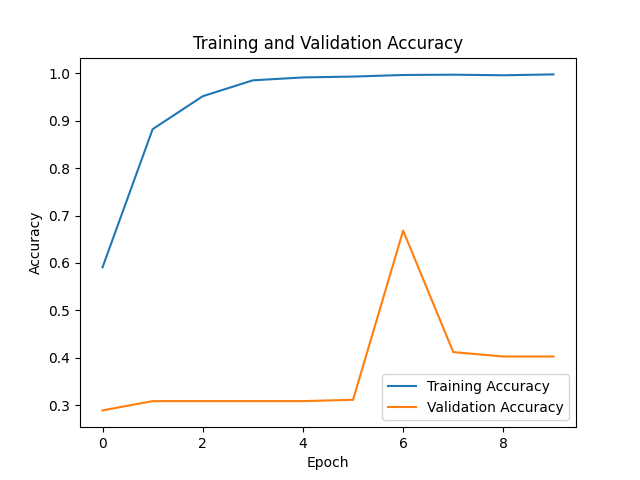 Training and Validation Accuracy
1.0
0.9
0.8
0.7
0.6
0.5
0.4
0.3
Accuracy
Training Accuracy
Validation Accuracy
0 2 4 6 8
Epoch